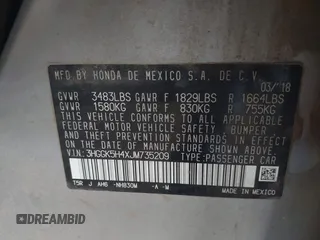 MFD BY HONDA DE MEXICO S.A. DE C.V.
03/18
GVWR 3483LBS GAWR F 1829LBS R 1664LBS
GVWR 1580KG GAWR F 830KG R 755KG
THIS VEHICLE CONFORMS TO ALL APPLICABLE
FEDERAL MOTOR VEHICLE SAFETY, BUMPER
AND THEFT PREVENTION STANDARDS IN EFFECT ON
THE DATE OF MANUFACTURE SHOWN ABOVE.
VIN: 3HGGK5H4XJM735209 TYPE: PASSENGER CAR
T5R J AH6 NH830M -A -M
MADE IN MEXICO
DREAMBID